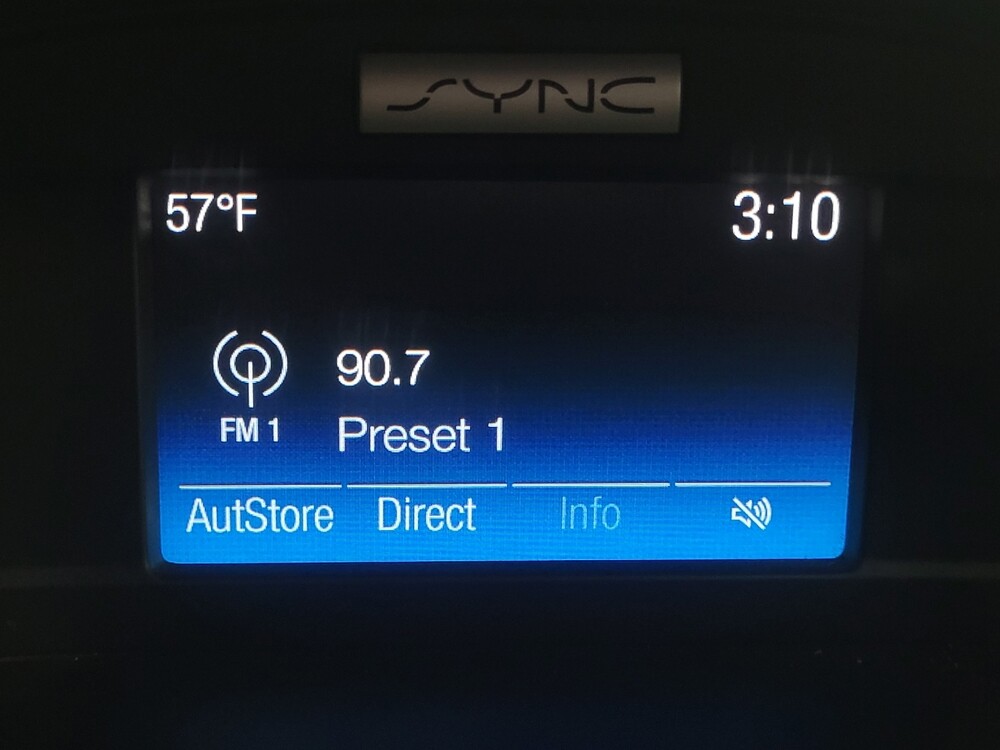 SYNC
57°F 3:10
90.7
FM 1 Preset 1
AutStore Direct Info